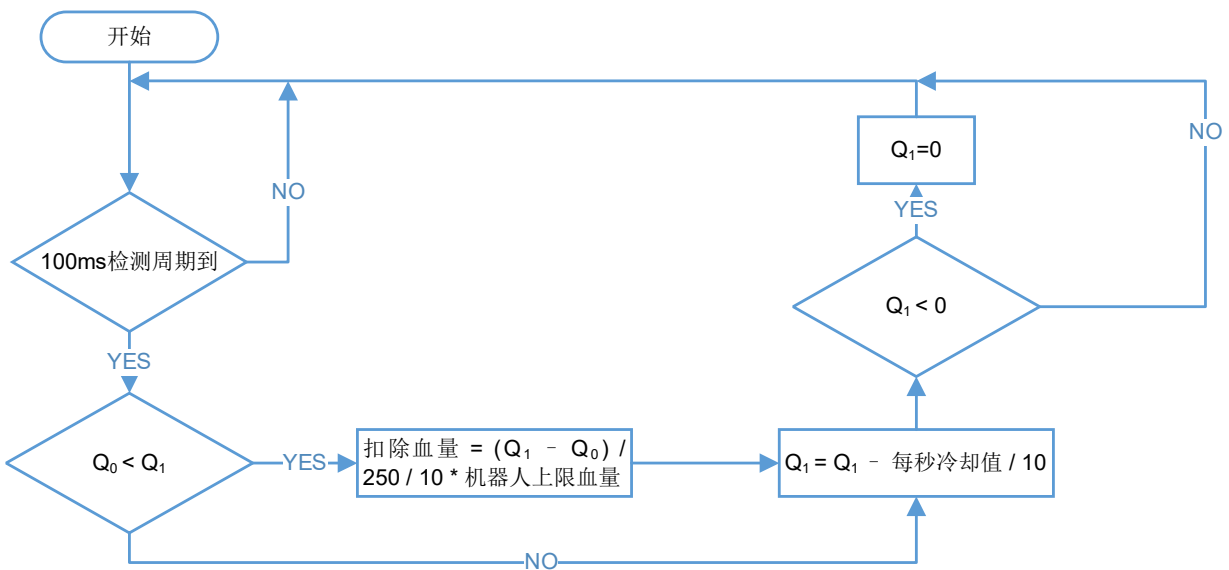 开始
NO
100ms检测周期到
YES
Q₀ < Q₁
YES
扣除血量 = (Q₁ – Q₀) /
250 / 10 * 机器人上限血量
NO
Q₁ = Q₁ – 每秒冷却值 / 10
Q₁ < 0
YES
Q₁=0
NO